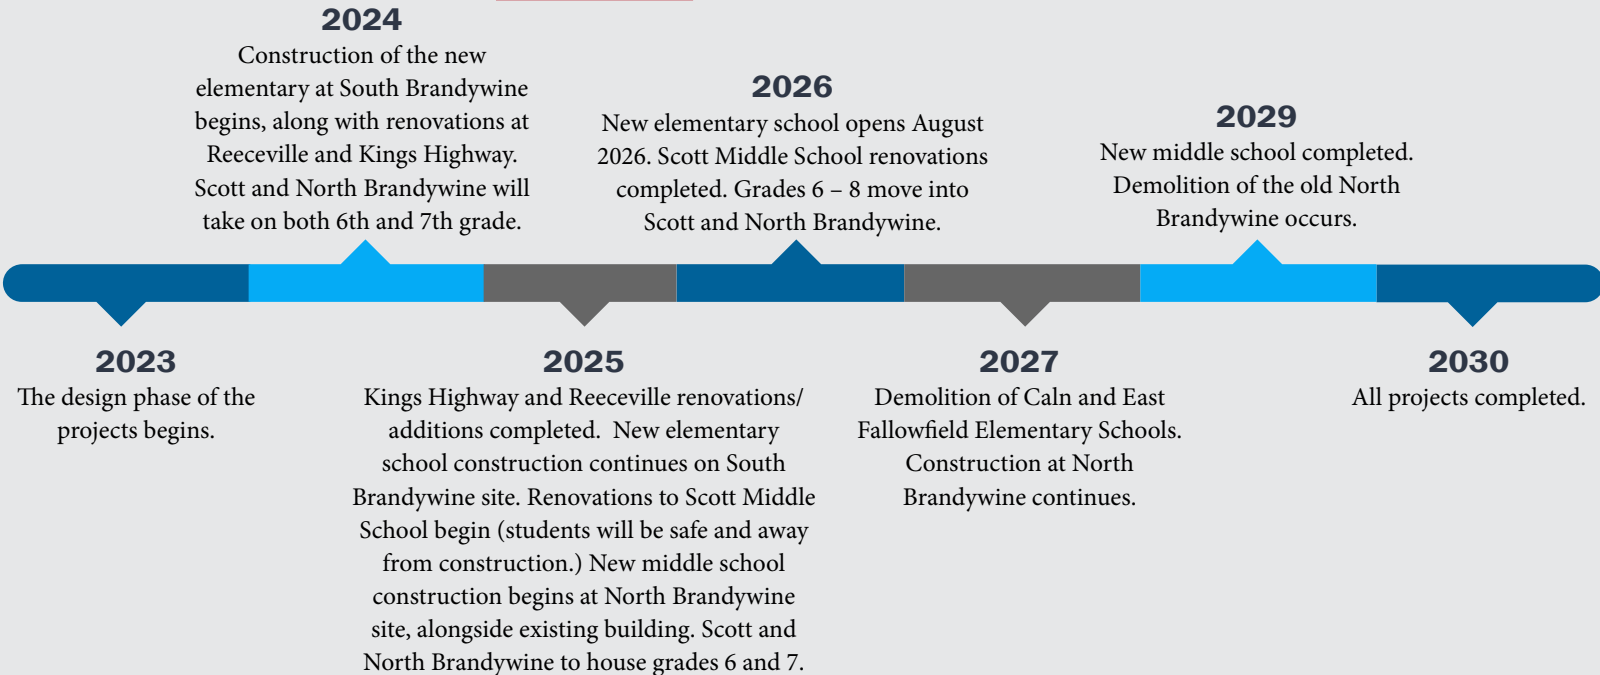 2024
Construction of the new
elementary at South Brandywine
begins, along with renovations at
Reeceville and Kings Highway.
Scott and North Brandywine will
take on both 6th and 7th grade.
2026
New elementary school opens August
2026. Scott Middle School renovations
completed. Grades 6 – 8 move into
Scott and North Brandywine.
2029
New middle school completed.
Demolition of the old North
Brandywine occurs.
2023
The design phase of the
projects begins.
2025
Kings Highway and Reeceville renovations/
additions completed.  New elementary
school construction continues on South
Brandywine site. Renovations to Scott Middle
School begin (students will be safe and away
from construction.) New middle school
construction begins at North Brandywine
site, alongside existing building. Scott and
North Brandywine to house grades 6 and 7.
2027
Demolition of Caln and East
Fallowfield Elementary Schools.
Construction at North
Brandywine continues.
2030
All projects completed.